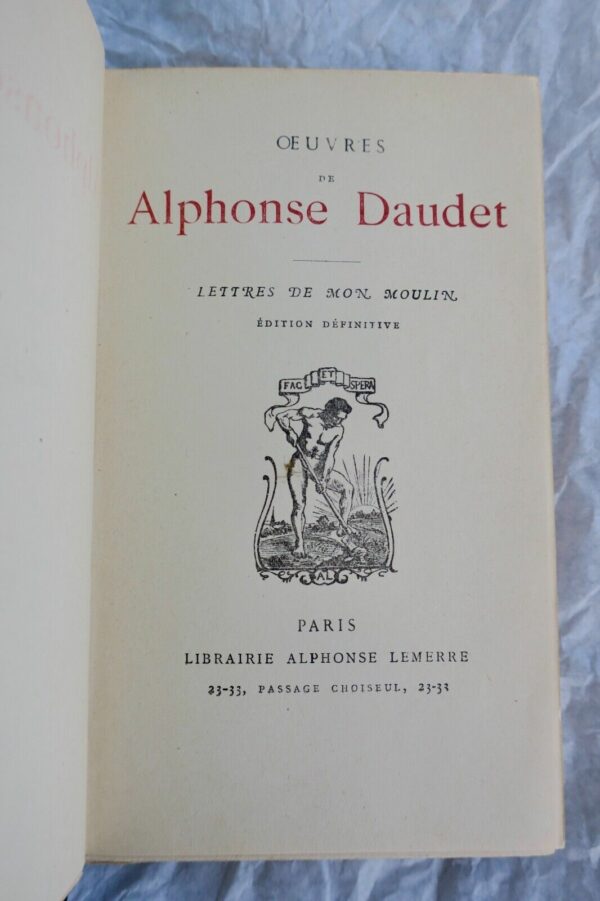 ŒUVRES
DE
Alphonse Daudet
LETTRES DE MON MOULIN
ÉDITION DÉFINITIVE
FAC ET SPERA
AL
PARIS
LIBRAIRIE ALPHONSE LEMERRE
23-33, PASSAGE CHOISEUL, 23-33